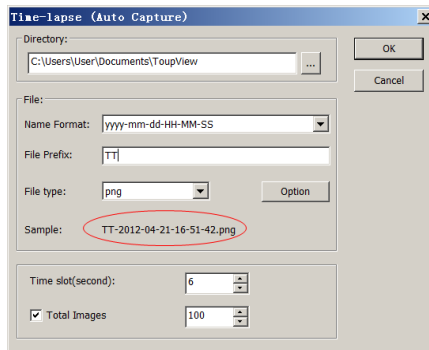 Time-lapse (Auto Capture)
Directory:
OK
C:\Users\User\Documents\ToupView
...
Cancel
File:
Name Format: yyyy-mm-dd-HH-MM-SS
File Prefix: TT
File type: png Option
Sample: TT-2012-04-21-16-51-42.png
Time slot(second): 6
Total Images 100